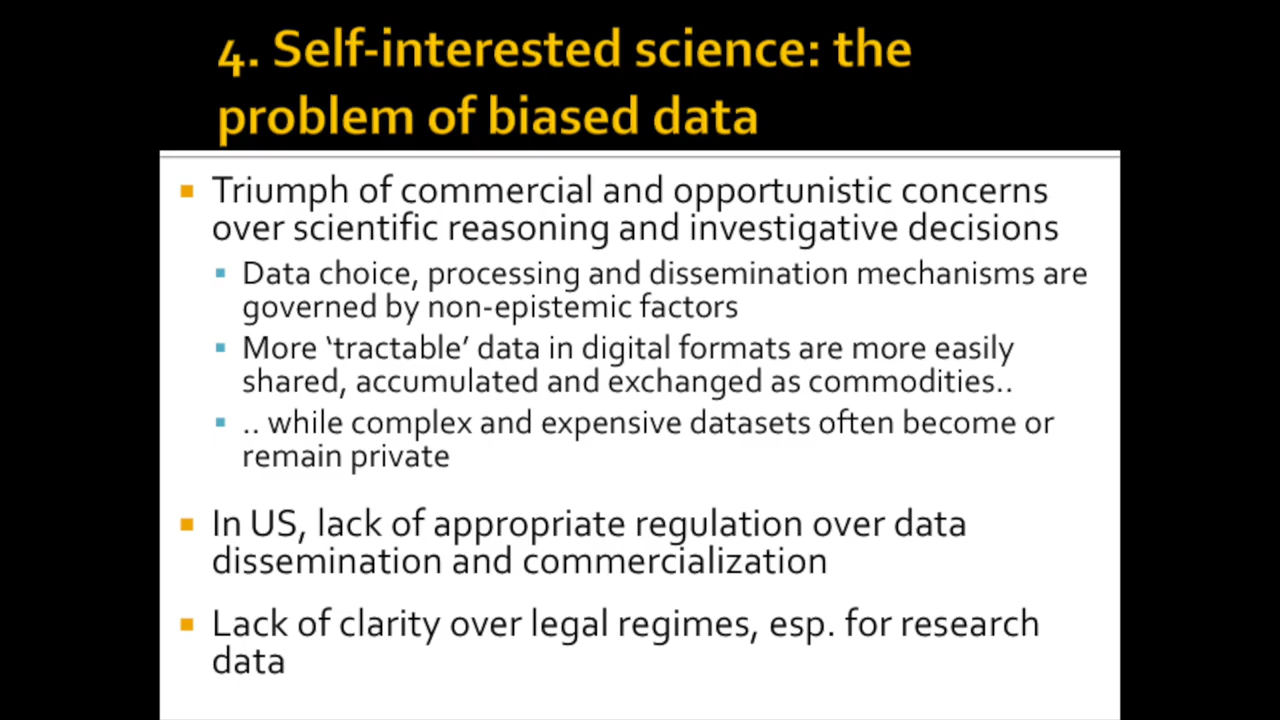 4. Self-interested science: the
problem of biased data
Triumph of commercial and opportunistic concerns
over scientific reasoning and investigative decisions
Data choice, processing and dissemination mechanisms are
governed by non-epistemic factors
More ‘tractable’ data in digital formats are more easily
shared, accumulated and exchanged as commodities..
.. while complex and expensive datasets often become or
remain private
In US, lack of appropriate regulation over data
dissemination and commercialization
Lack of clarity over legal regimes, esp. for research
data